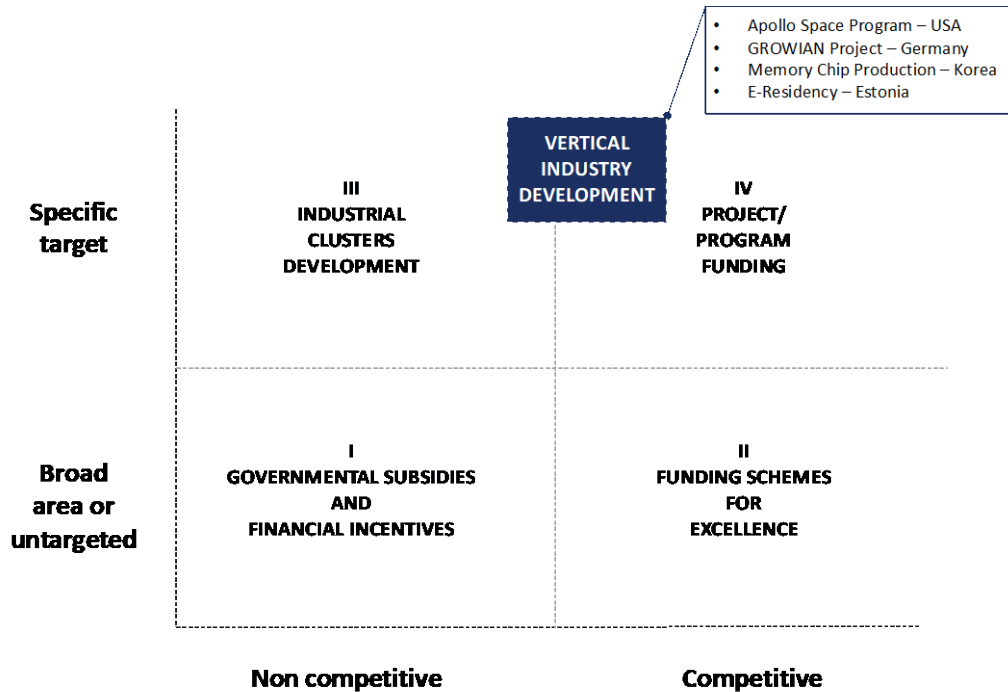 • Apollo Space Program – USA
• GROWIAN Project – Germany
• Memory Chip Production – Korea
• E-Residency – Estonia
VERTICAL
INDUSTRY
DEVELOPMENT
Specific
target
III
INDUSTRIAL
CLUSTERS
DEVELOPMENT
IV
PROJECT/
PROGRAM
FUNDING
Broad
area or
untargeted
I
GOVERNMENTAL SUBSIDIES
AND
FINANCIAL INCENTIVES
II
FUNDING SCHEMES
FOR
EXCELLENCE
Non competitive
Competitive